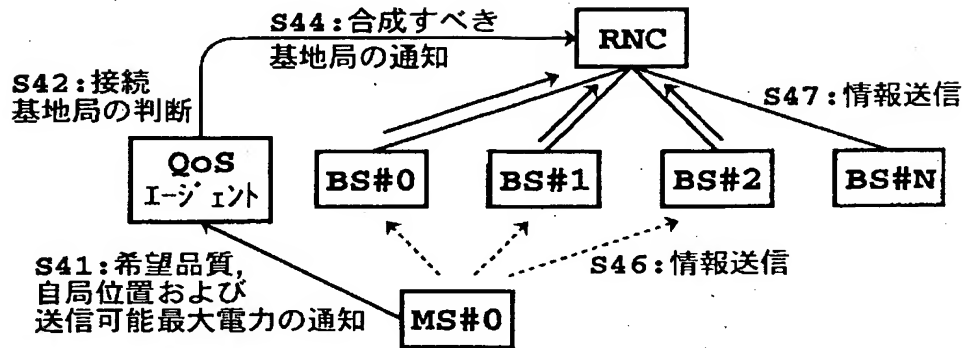 S44:合成すべき
基地局の通知
RNC
S42:接続
基地局の判断
S47:情報送信
QoS
エージェント
BS#0
BS#1
BS#2
BS#N
S41:希望品質,
自局位置および
送信可能最大電力の通知
S46:情報送信
MS#0